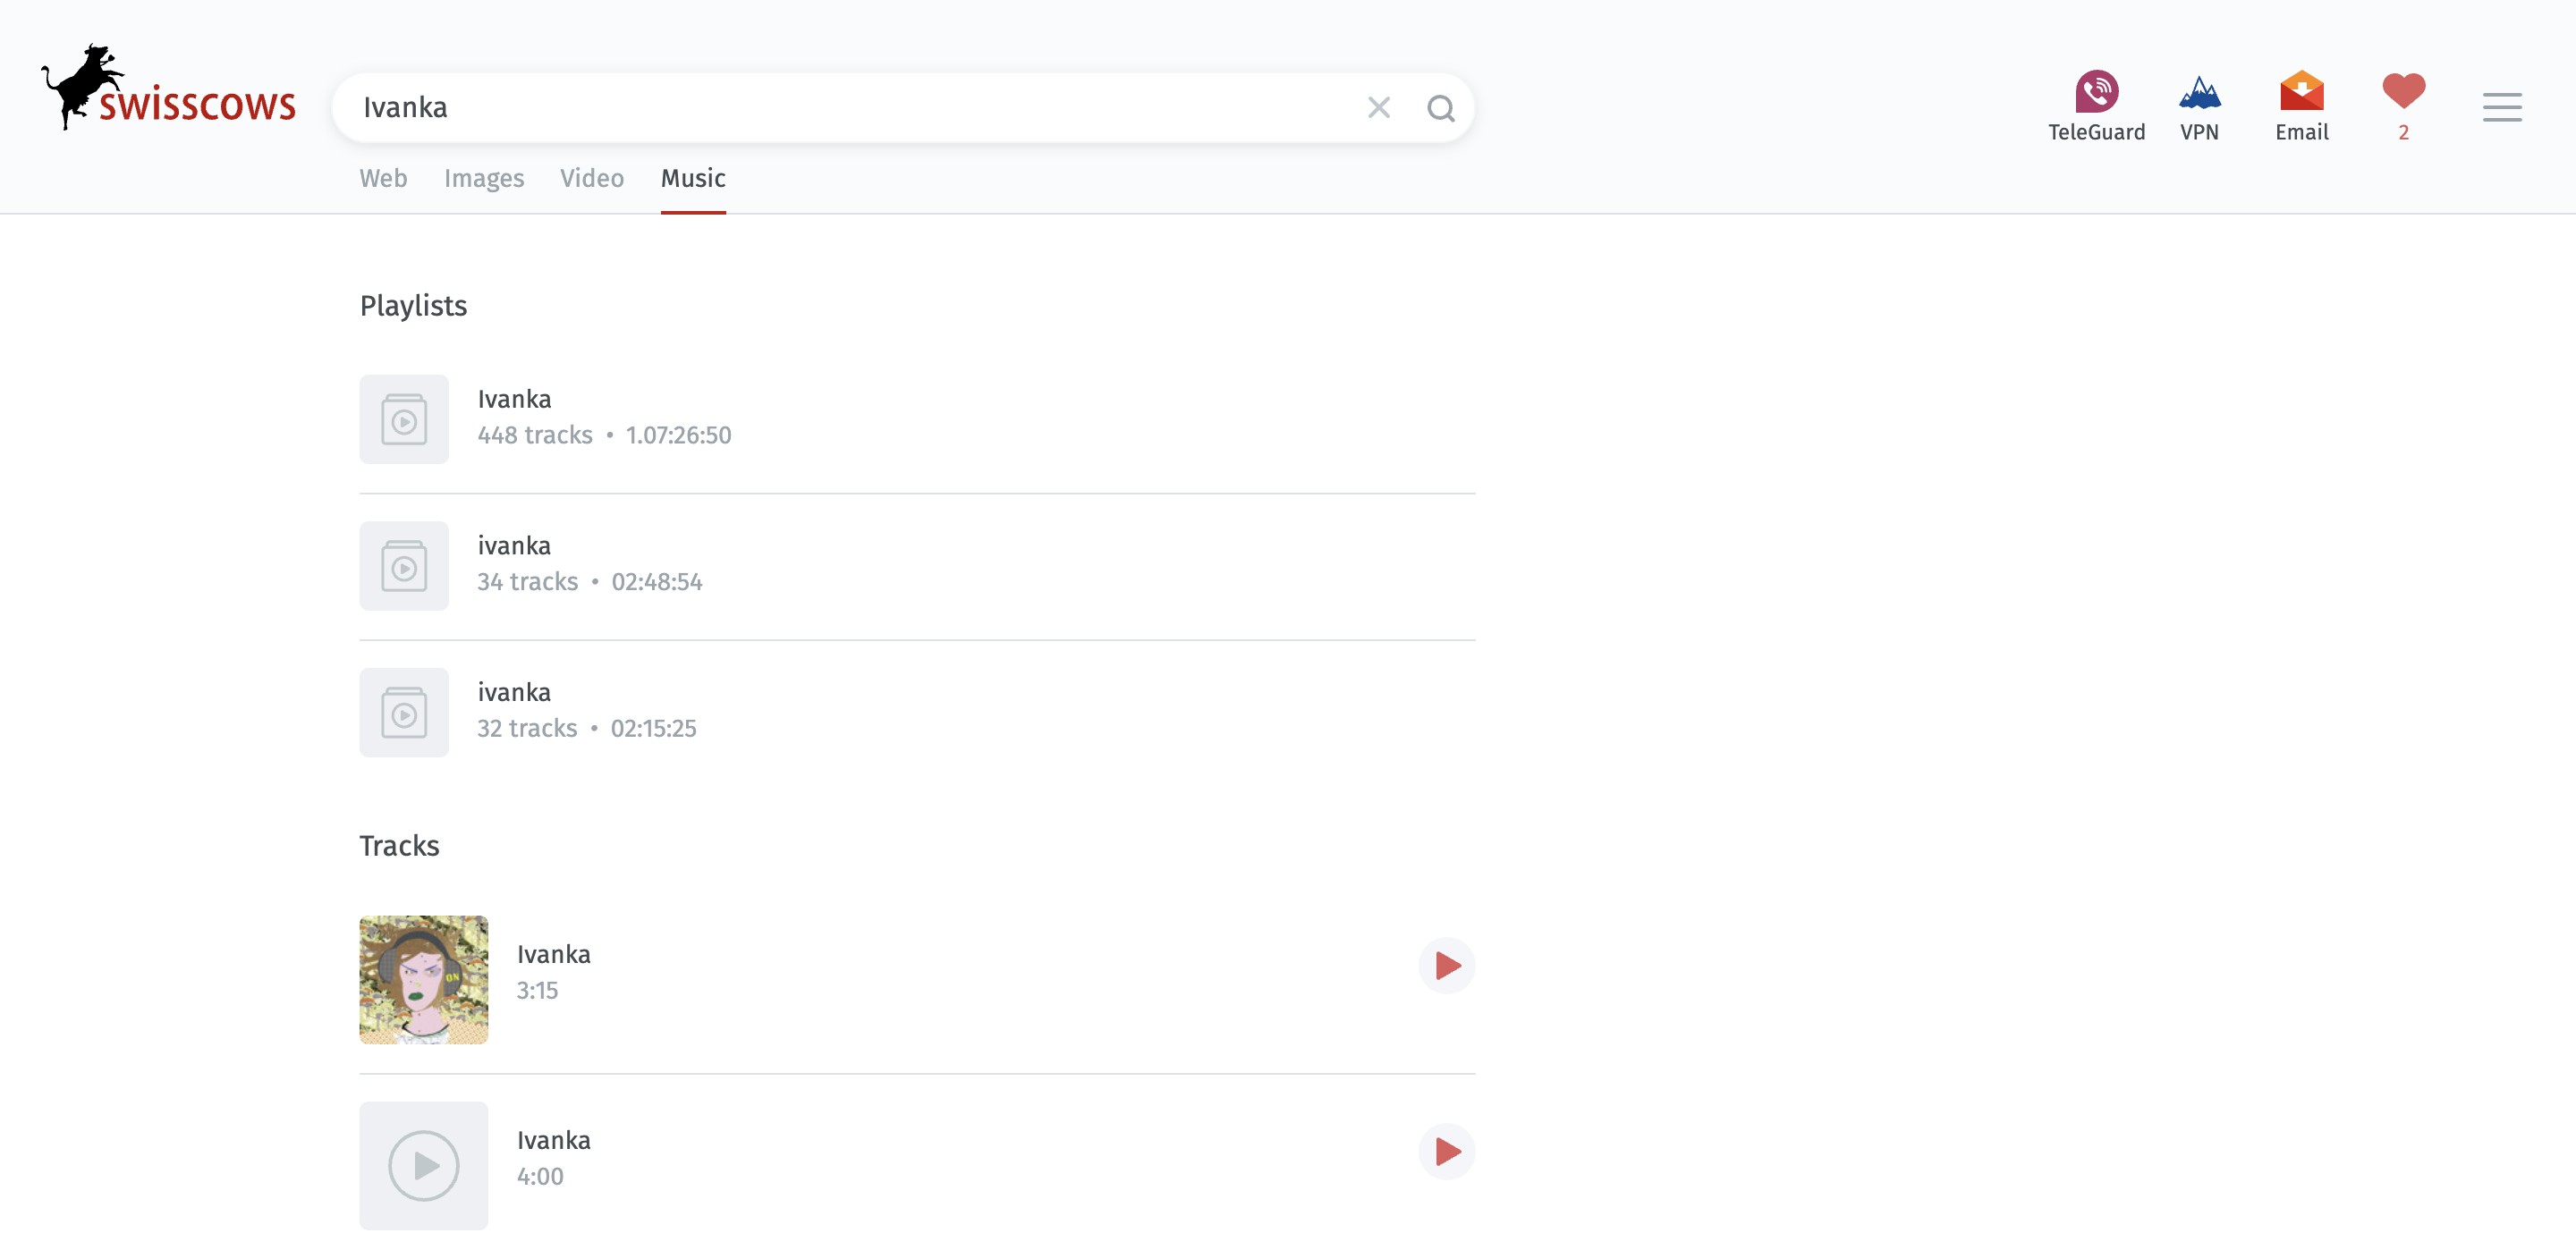 swisscows
Ivanka
TeleGuard
VPN
Email
2
Web
Images
Video
Music
Playlists
Ivanka
448 tracks • 1.07:26:50
ivanka
34 tracks • 02:48:54
ivanka
32 tracks • 02:15:25
Tracks
ON
Ivanka
3:15
Ivanka
4:00